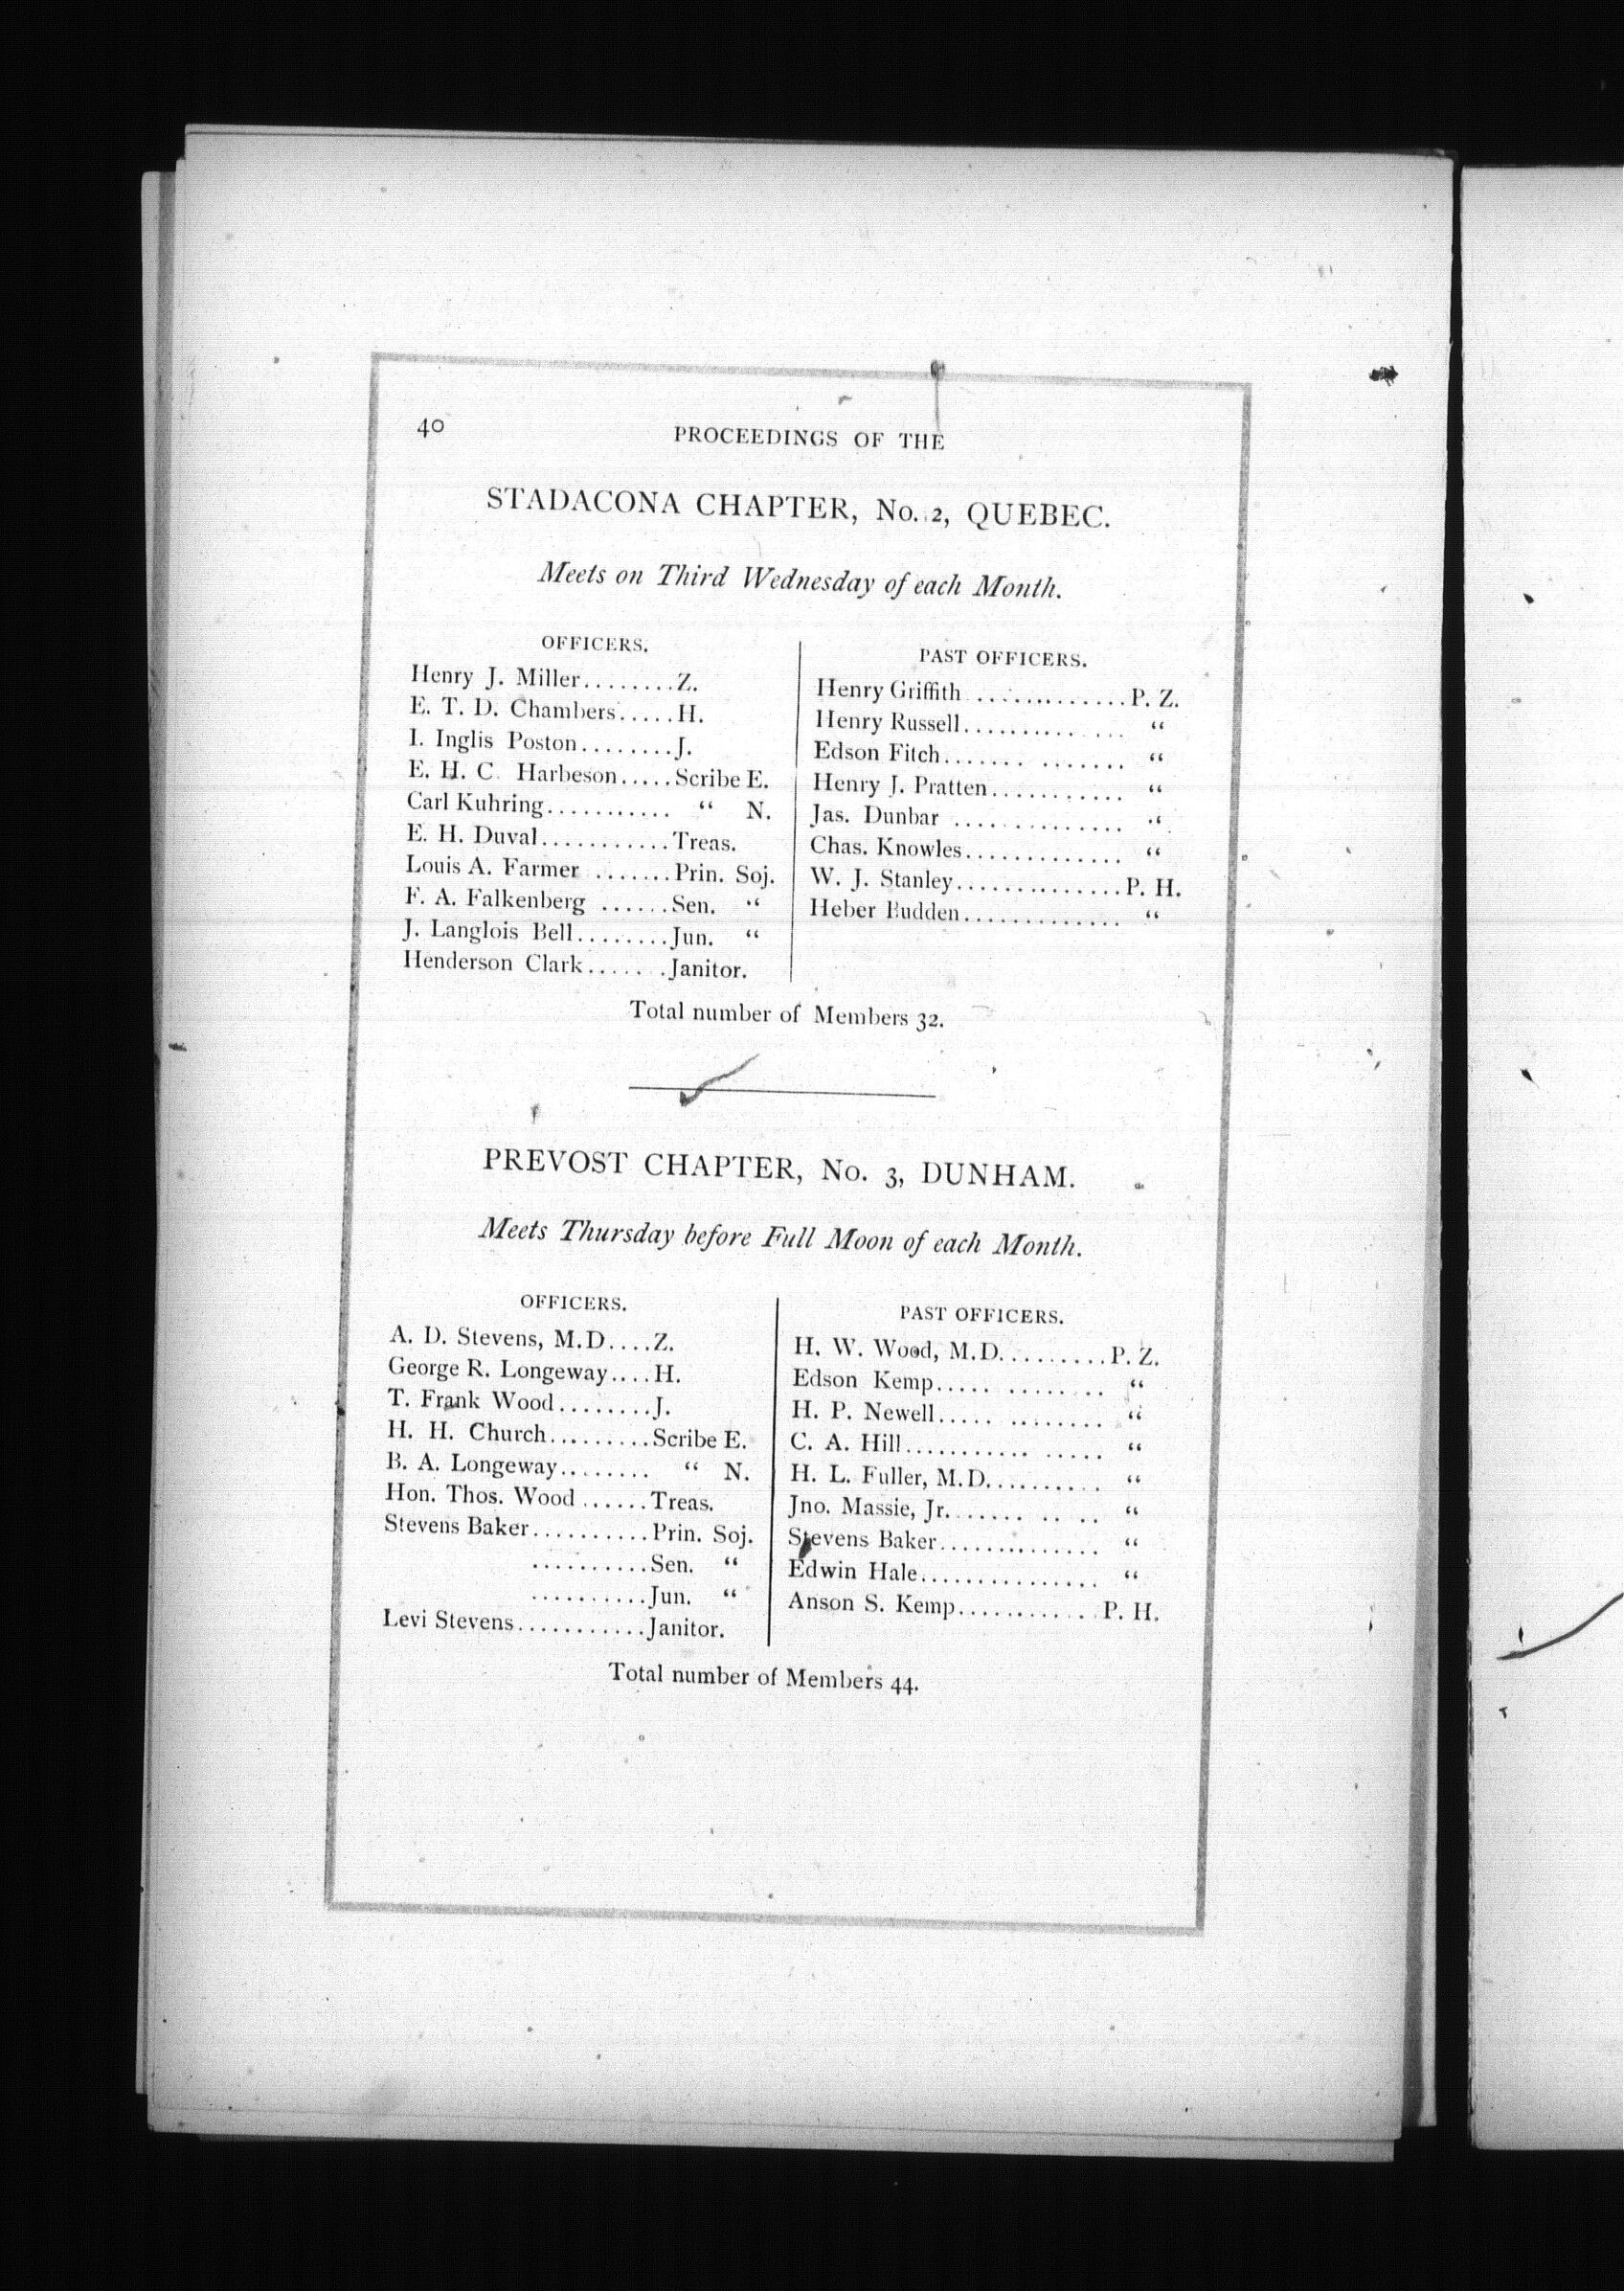 40
PROCEEDINGS OF THE
STADACONA CHAPTER, No. 2, QUEBEC.
Meets on Third Wednesday of each Month.
OFFICERS.
Henry J. Miller........Z.
E. T. D. Chambers.....H.
I. Inglis Poston........J.
E. H. C. Harbeson.....Scribe E.
Carl Kuhring........... “ N.
E. H. Duval...........Treas.
Louis A. Farmer .......Prin. Soj.
F. A. Falkenberg ......Sen. “
J. Langlois Bell........Jun. “
Henderson Clark.......Janitor.
PAST OFFICERS.
Henry Griffith .............P. Z.
Henry Russell............. “
Edson Fitch.............. “
Henry J. Pratten........... “
Jas. Dunbar .............. “
Chas. Knowles............. “
W. J. Stanley..............P. H.
Heber Budden............. “
Total number of Members 32.
PREVOST CHAPTER, No. 3, DUNHAM.
Meets Thursday before Full Moon of each Month.
OFFICERS.
A. D. Stevens, M.D....Z.
George R. Longeway....H.
T. Frank Wood........J.
H. H. Church.........Scribe E.
B. A. Longeway........ “ N.
Hon. Thos. Wood ......Treas.
Stevens Baker..........Prin. Soj.
..........Sen. “
..........Jun. “
Levi Stevens...........Janitor.
PAST OFFICERS.
H. W. Wood, M.D.........P. Z.
Edson Kemp..... ........ “
H. P. Newell..... ........ “
C. A. Hill........... ..... “
H. L. Fuller, M.D.......... “
Jno. Massie, Jr....... .. .. “
Stevens Baker.............. “
Edwin Hale............... “
Anson S. Kemp............P. H.
Total number of Members 44.